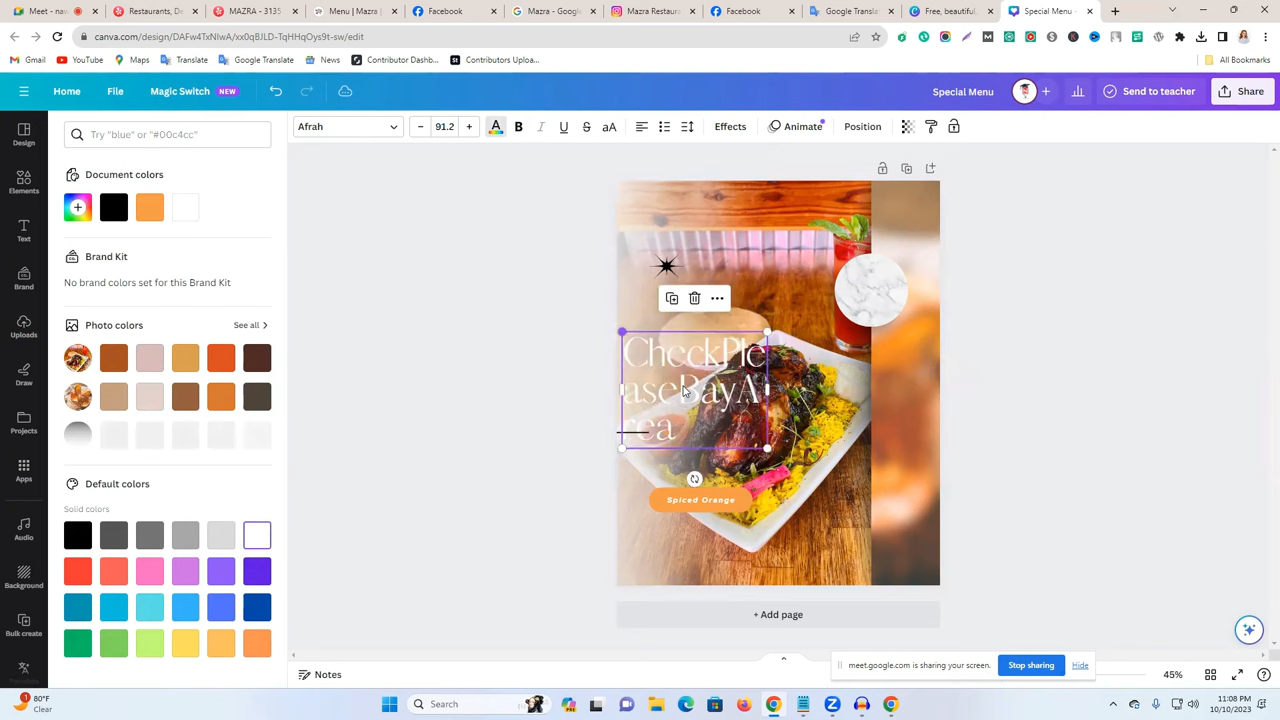 Meet - now
Restaurants, De
MAZRA - 3135
Menu | Mazra |
Facebook
Mazra - Google
Mazra Restaura
Facebook
Google Translate
Free, beautiful,
Special Menu -
canva.com/design/DAFw4TxNlwA/xx0qBJLD-TqHHqOys9t-sw/edit
Gmail
YouTube
Maps
Translate
Google Translate
News
Contributor Dashb...
Contributors Uploa...
All Bookmarks
Home
File
Magic Switch
NEW
Special Menu
Send to teacher
Share
Design
Elements
Text
Brand
Uploads
Draw
Projects
Apps
Audio
Background
Bulk create
Try "blue" or "#00c4cc"
Afrah
91.2
Effects
Animate
Position
Document colors
Brand Kit
No brand colors set for this Brand Kit
Photo colors
See all
Default colors
Solid colors
CheckPle
aseBayA
rea
Spiced Orange
+ Add page
Notes
meet.google.com is sharing your screen.
Stop sharing
Hide
45%
80°F
Clear
Search
11:08 PM
10/10/2023